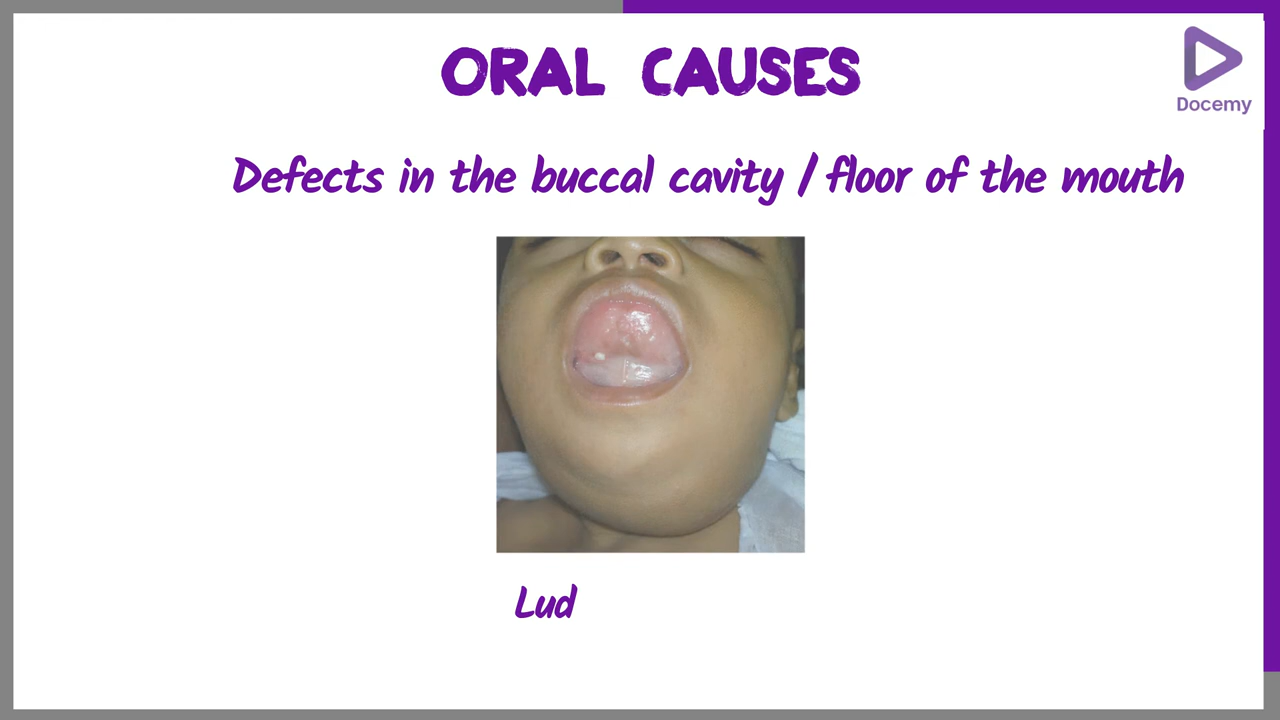 ORAL CAUSES
Docemy
Defects in the buccal cavity / floor of the mouth
Lud